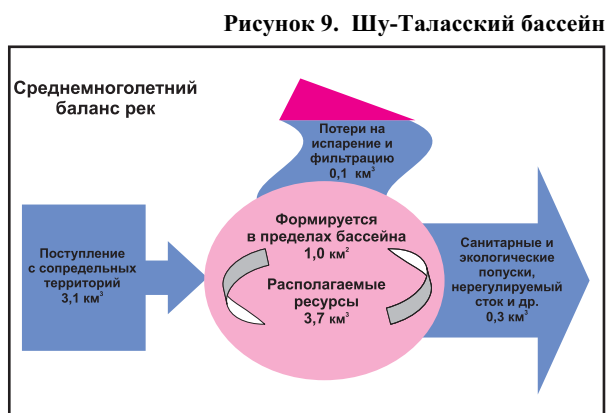 Рисунок 9. Шу-Таласский бассейн
Среднемноголетний
баланс рек
Потери на
испарение и
фильтрацию
0,1 км³
Формируется
в пределах бассейна
1,0 км²
Располагаемые
ресурсы
3,7 км³
Поступление
с сопредельных
территорий
3,1 км³
Санитарные и
экологические
попуски,
нерегулируемый
сток и др.
0,3 км³